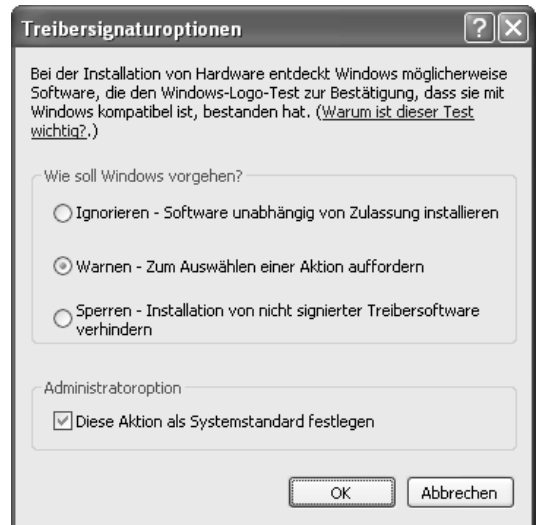 Treibersignaturoptionen
Bei der Installation von Hardware entdeckt Windows möglicherweise
Software, die den Windows-Logo-Test zur Bestätigung, dass sie mit
Windows kompatibel ist, bestanden hat. (Warum ist dieser Test
wichtig?.)
Wie soll Windows vorgehen?
Ignorieren - Software unabhängig von Zulassung installieren
Warnen - Zum Auswählen einer Aktion auffordern
Sperren - Installation von nicht signierter Treibersoftware
verhindern
Administratoroption
Diese Aktion als Systemstandard festlegen
OK Abbrechen